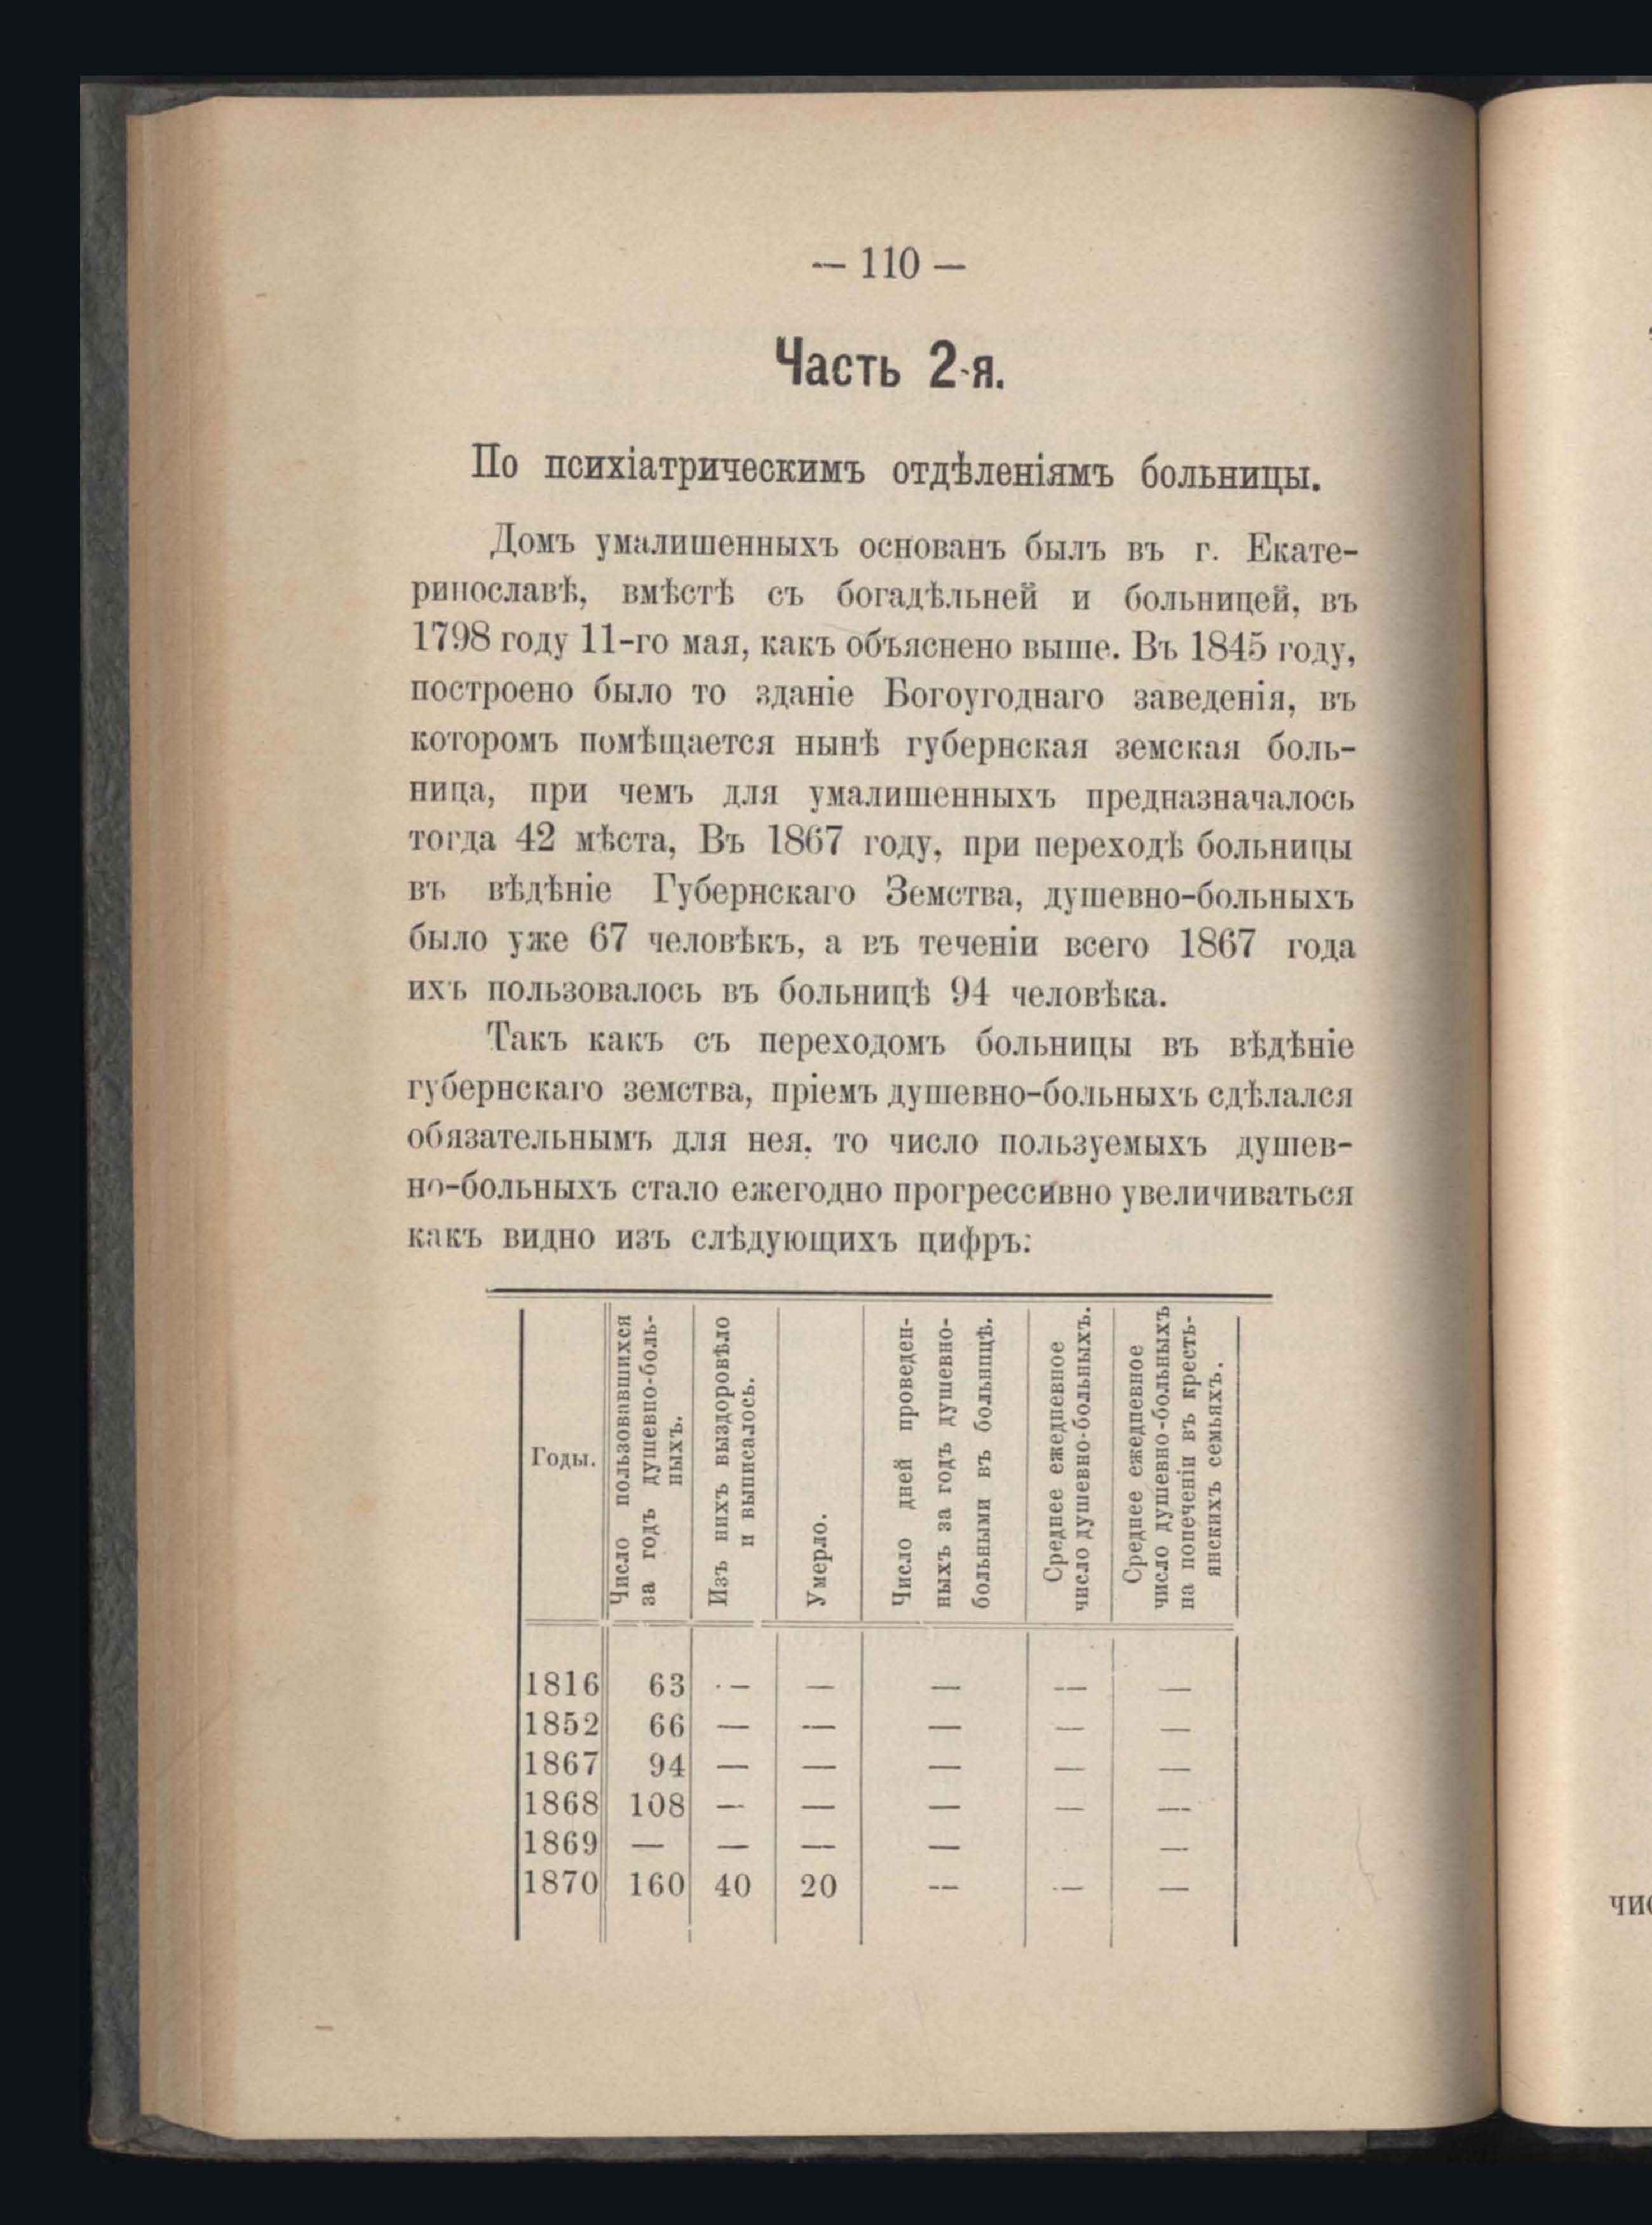 — 110 —
Часть 2-я.
По психіатрическимъ отдѣленіямъ больницы.
Домъ умалишенныхъ основанъ былъ въ г. Екате-
ринославѣ, вмѣстѣ съ богадѣльней и больницей, въ
1798 году 11-го мая, какъ объяснено выше. Въ 1845 году,
построено было то зданіе Богоугоднаго заведенія, въ
которомъ помѣщается нынѣ губернская земская боль-
ница, при чемъ для умалишенныхъ предназначалось
тогда 42 мѣста, Въ 1867 году, при переходѣ больницы
въ вѣдѣніе Губернскаго Земства, душевно-больныхъ
было уже 67 человѣкъ, а въ теченіи всего 1867 года
ихъ пользовалось въ больницѣ 94 человѣка.
Такъ какъ съ переходомъ больницы въ вѣдѣніе
губернскаго земства, пріемъ душевно-больныхъ сдѣлался
обязательнымъ для нея. то число пользуемыхъ душев-
но-больныхъ стало ежегодно прогрессивно увеличиваться
какъ видно изъ слѣдующихъ цифръ:
Годы.
Число пользовавшихся
за годъ душевно-боль-
ныхъ.
Изъ нихъ выздоровѣло
и выписалось.
Умерло.
Число дней проведен-
ныхъ за годъ душевно-
больными въ больницѣ.
Среднее ежедневное
число душевно-больныхъ.
Среднее ежедневное
число душевно-больныхъ
на попеченіи въ кресть-
янскихъ семьяхъ.
1816 63 — — — — —
1852 66 — — — — —
1867 94 — — — — —
1868 108 — — — — —
1869 — — — — —
1870 160 40 20 — — —
чис